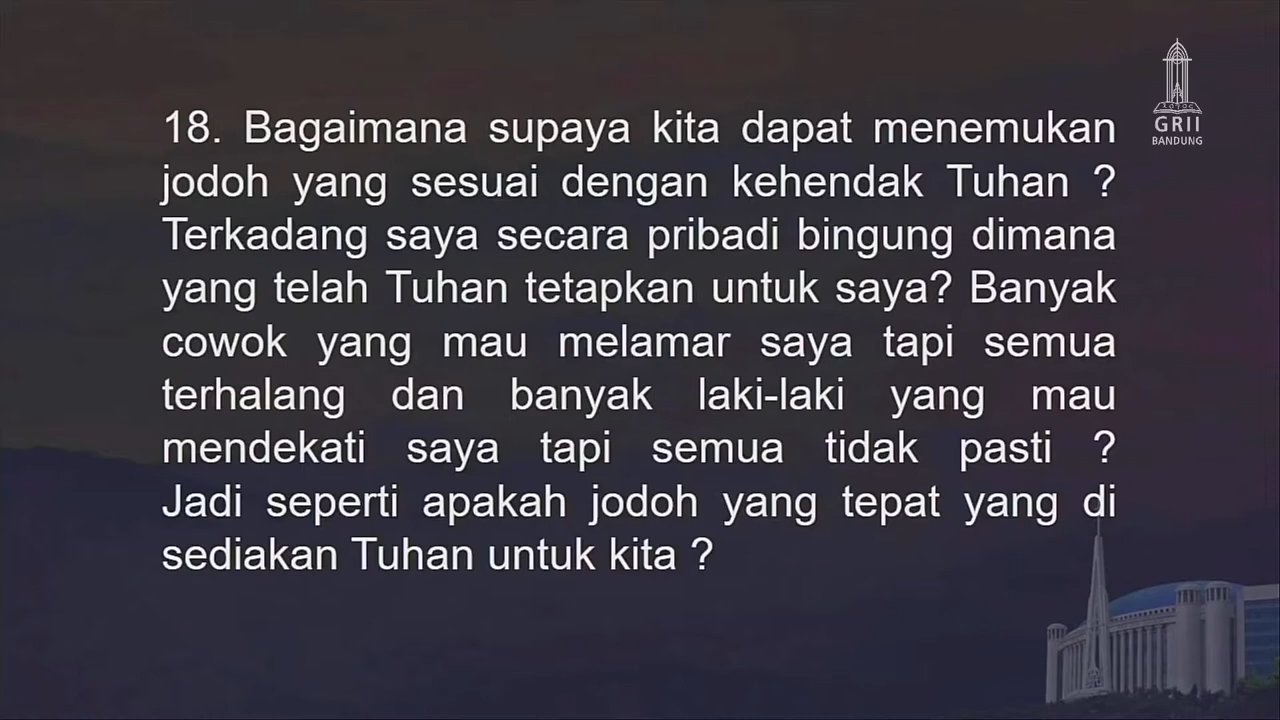 18. Bagaimana supaya kita dapat menemukan
jodoh yang sesuai dengan kehendak Tuhan ?
Terkadang saya secara pribadi bingung dimana
yang telah Tuhan tetapkan untuk saya? Banyak
cowok yang mau melamar saya tapi semua
terhalang dan banyak laki-laki yang mau
mendekati saya tapi semua tidak pasti ?
Jadi seperti apakah jodoh yang tepat yang di
sediakan Tuhan untuk kita ?
GRII
BANDUNG